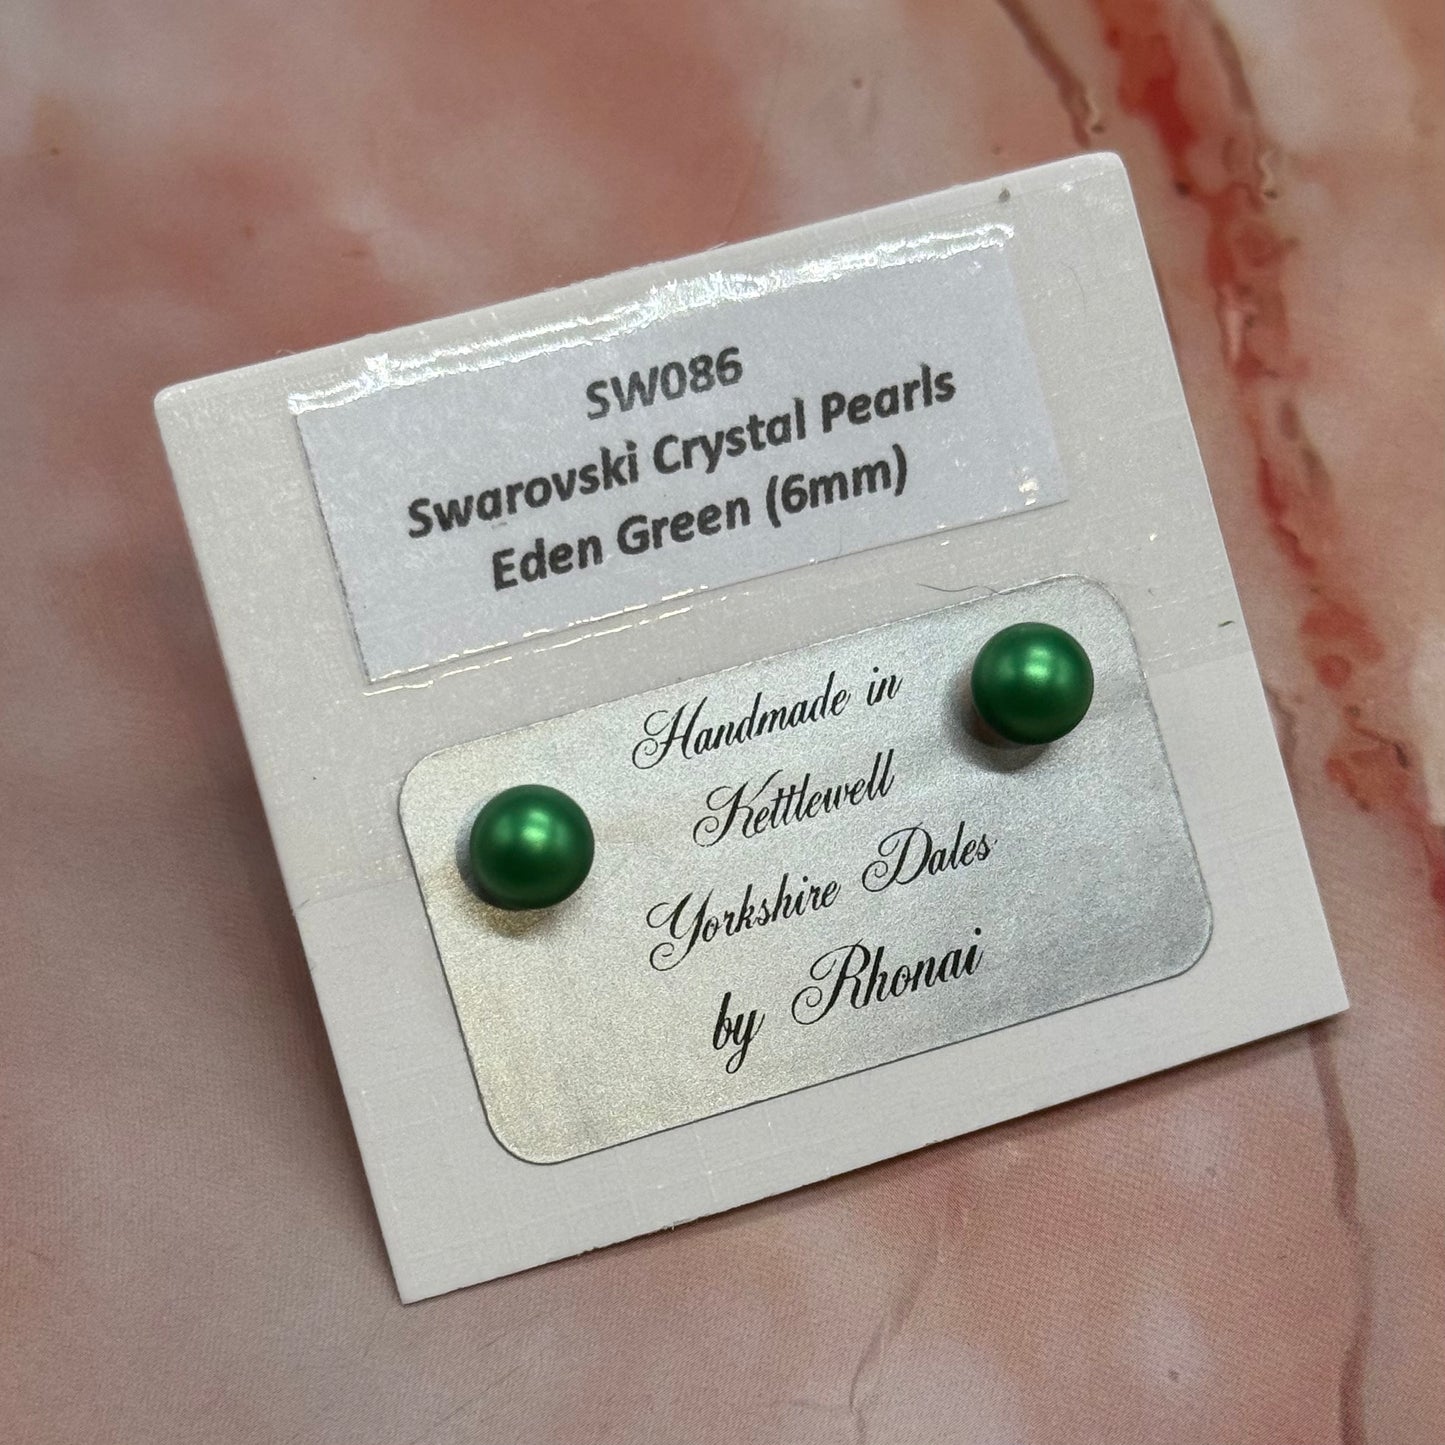 SW086
Swarovski Crystal Pearls
Eden Green (6mm)
Handmade in
Kettlewell
Yorkshire Dales
by Rhonai